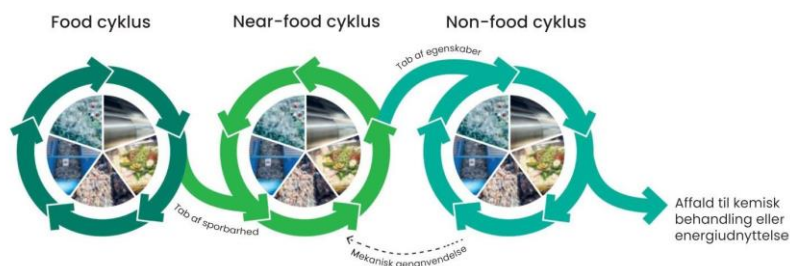 Food cyklus
Near-food cyklus
Non-food cyklus
Tab af egenskaber
Tab af sporbarhed
Mekanisk genanvendelse
Affald til kemisk
behandling eller
energiudnyttelse